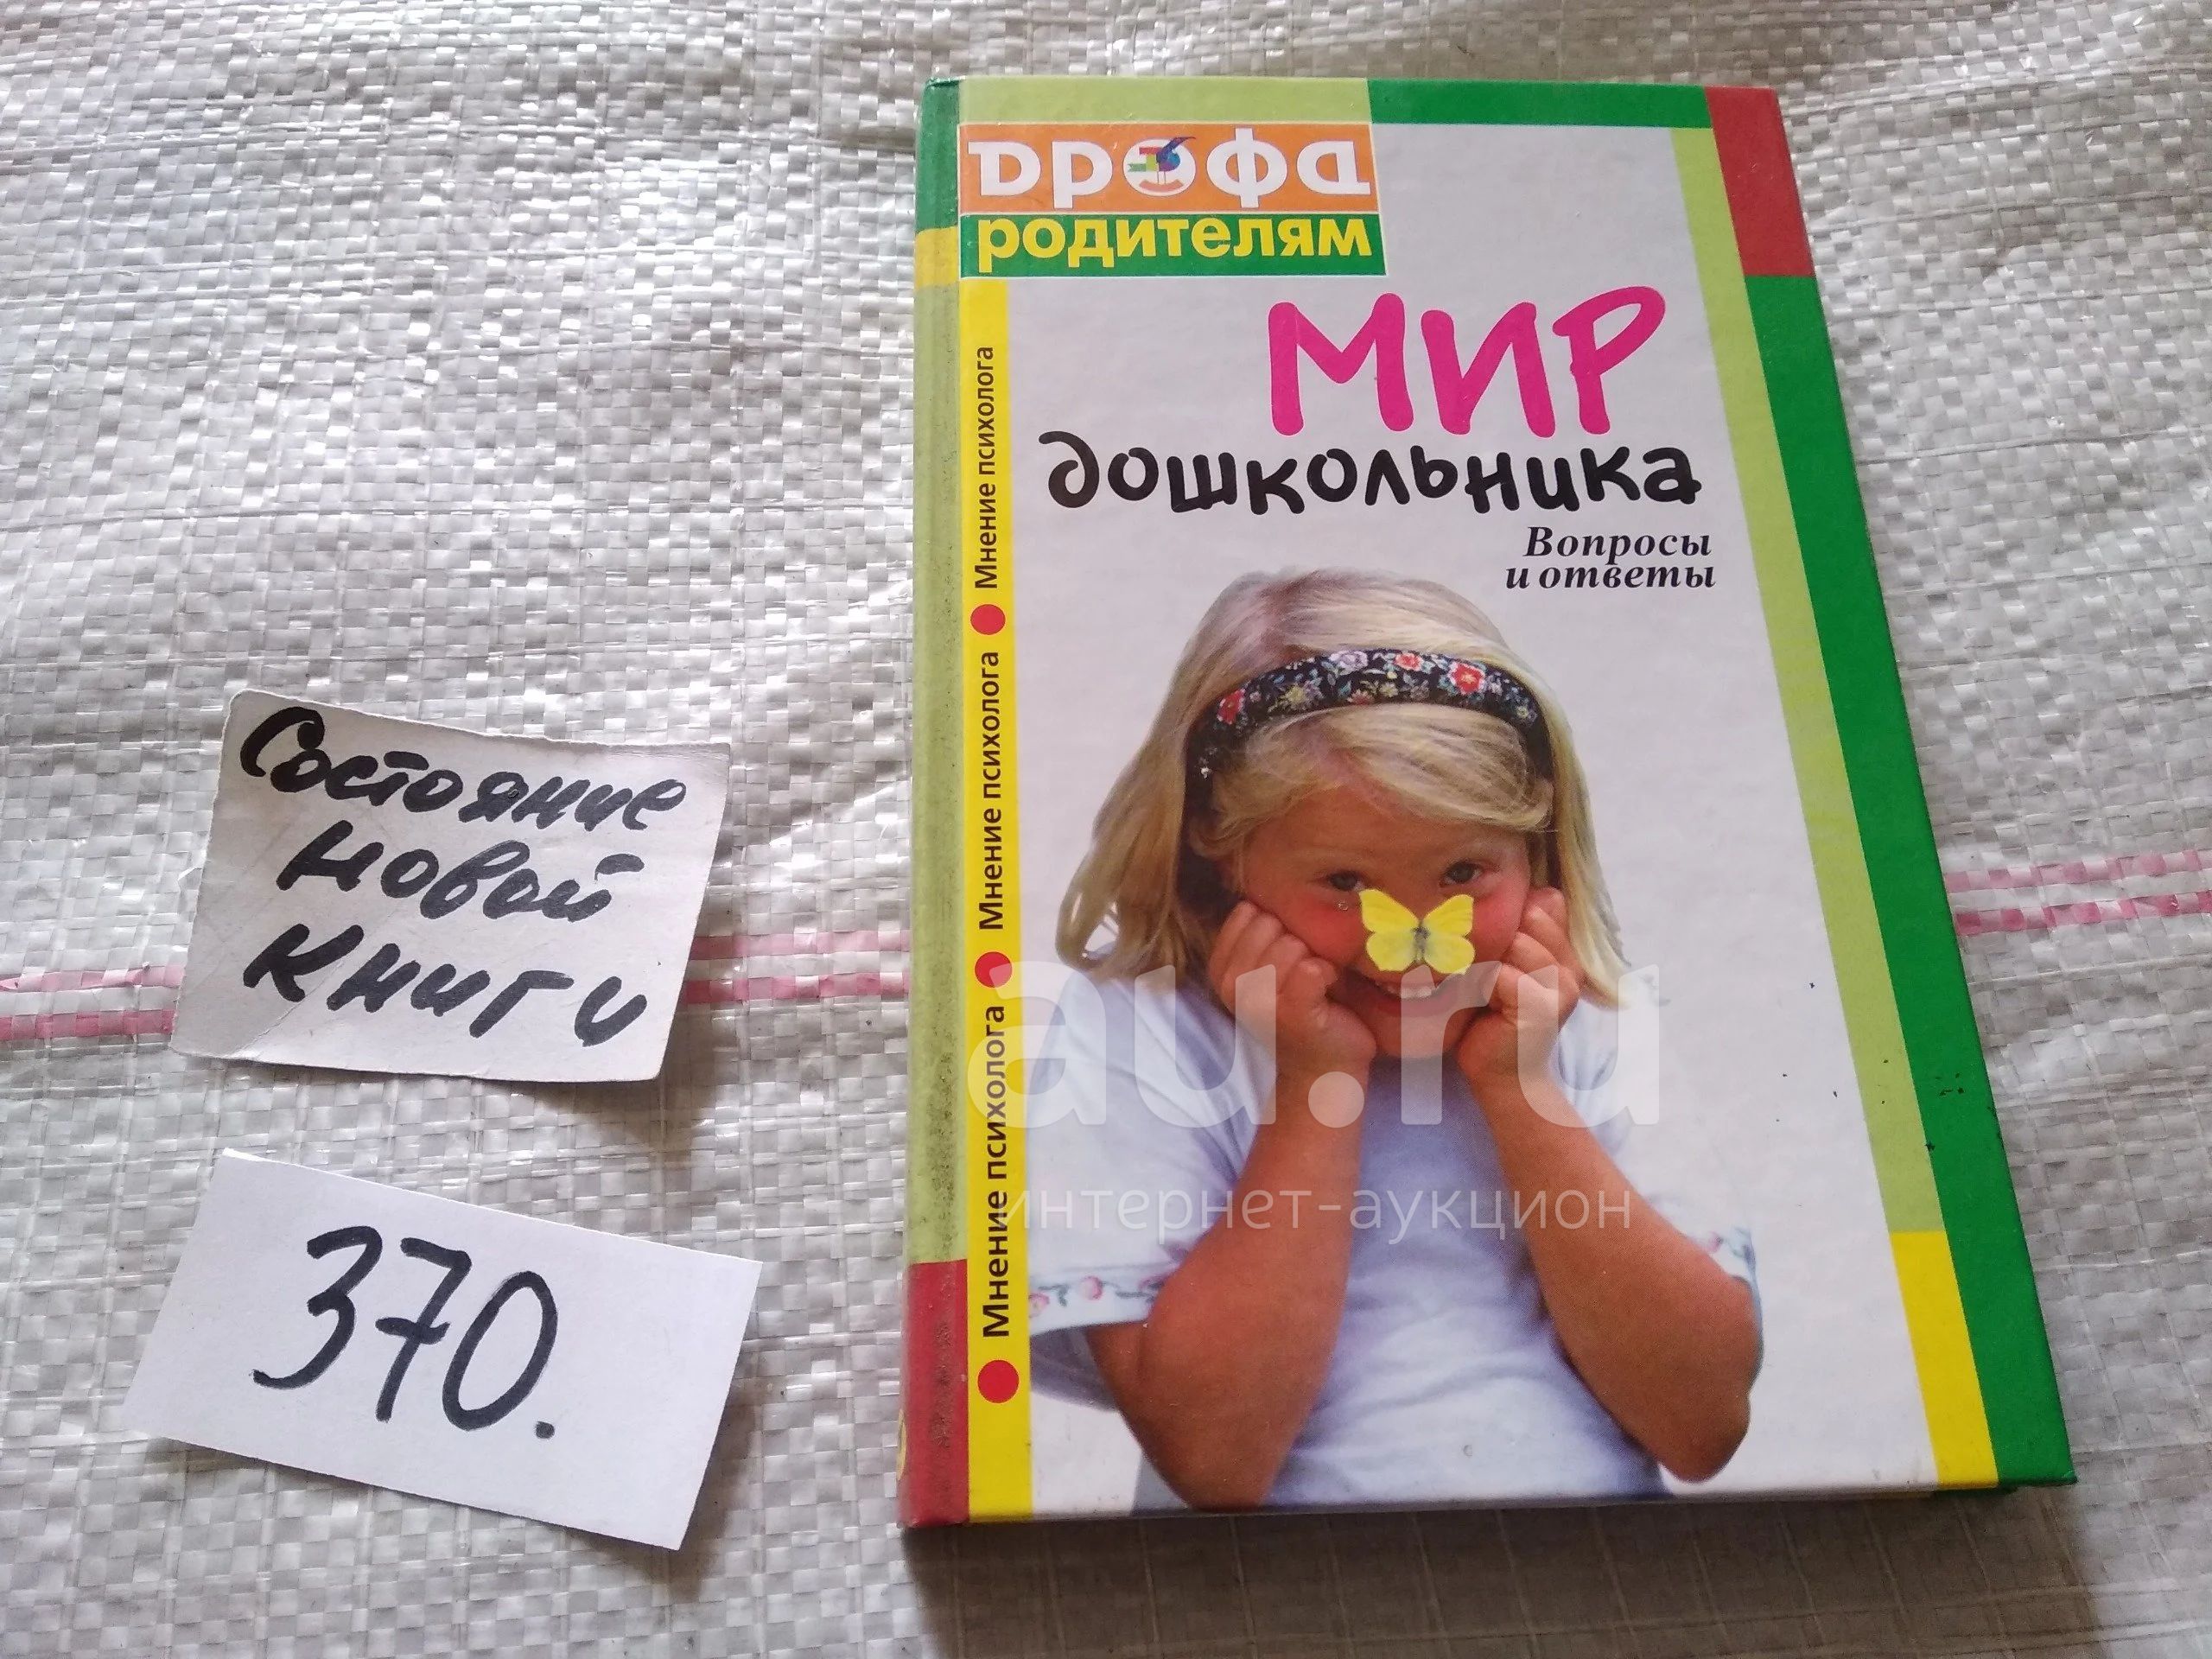 ДРОФА
родителям
МИР
дошкольника
Вопросы
и ответы
Мнение психолога
Мнение психолога
Мнение психолога
Состояние
новой
книги
370.
au.ru
интернет-аукцион